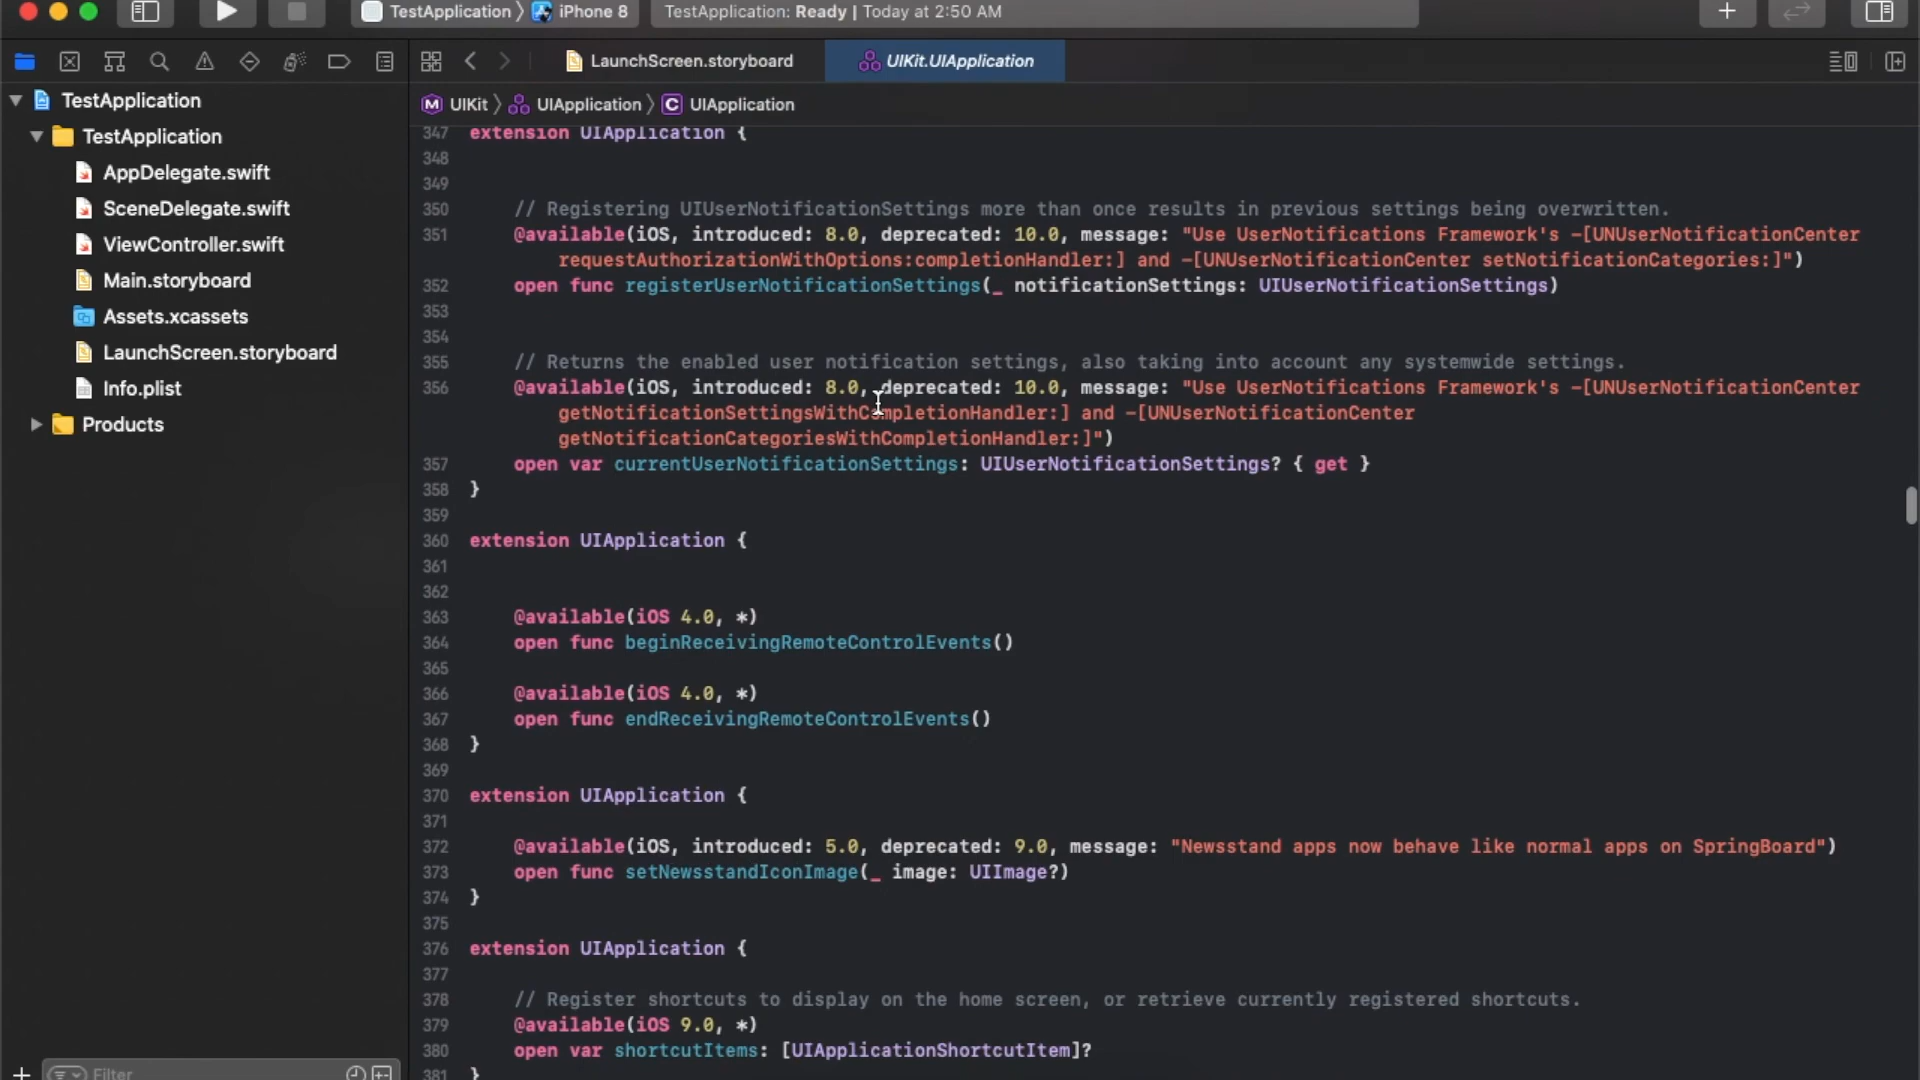 TestApplication 〉 iPhone 8
TestApplication: Ready | Today at 2:50 AM
LaunchScreen.storyboard
UIKit.UIApplication
UIKit 〉 UIApplication 〉 C UIApplication
TestApplication
TestApplication
AppDelegate.swift
SceneDelegate.swift
ViewController.swift
Main.storyboard
Assets.xcassets
LaunchScreen.storyboard
Info.plist
Products
Filter
347 extension UIApplication {
348
349
350 // Registering UIUserNotificationSettings more than once results in previous settings being overwritten.
351 @available(iOS, introduced: 8.0, deprecated: 10.0, message: "Use UserNotifications Framework's -[UNUserNotificationCenter
requestAuthorizationWithOptions:completionHandler:] and -[UNUserNotificationCenter setNotificationCategories:]")
352 open func registerUserNotificationSettings(_ notificationSettings: UIUserNotificationSettings)
353
354
355 // Returns the enabled user notification settings, also taking into account any systemwide settings.
356 @available(iOS, introduced: 8.0, deprecated: 10.0, message: "Use UserNotifications Framework's -[UNUserNotificationCenter
getNotificationSettingsWithCompletionHandler:] and -[UNUserNotificationCenter
getNotificationCategoriesWithCompletionHandler:]")
357 open var currentUserNotificationSettings: UIUserNotificationSettings? { get }
358 }
359
360 extension UIApplication {
361
362
363 @available(iOS 4.0, *)
364 open func beginReceivingRemoteControlEvents()
365
366 @available(iOS 4.0, *)
367 open func endReceivingRemoteControlEvents()
368 }
369
370 extension UIApplication {
371
372 @available(iOS, introduced: 5.0, deprecated: 9.0, message: "Newsstand apps now behave like normal apps on SpringBoard")
373 open func setNewsstandIconImage(_ image: UIImage?)
374 }
375
376 extension UIApplication {
377
378 // Register shortcuts to display on the home screen, or retrieve currently registered shortcuts.
379 @available(iOS 9.0, *)
380 open var shortcutItems: [UIApplicationShortcutItem]?
381 }